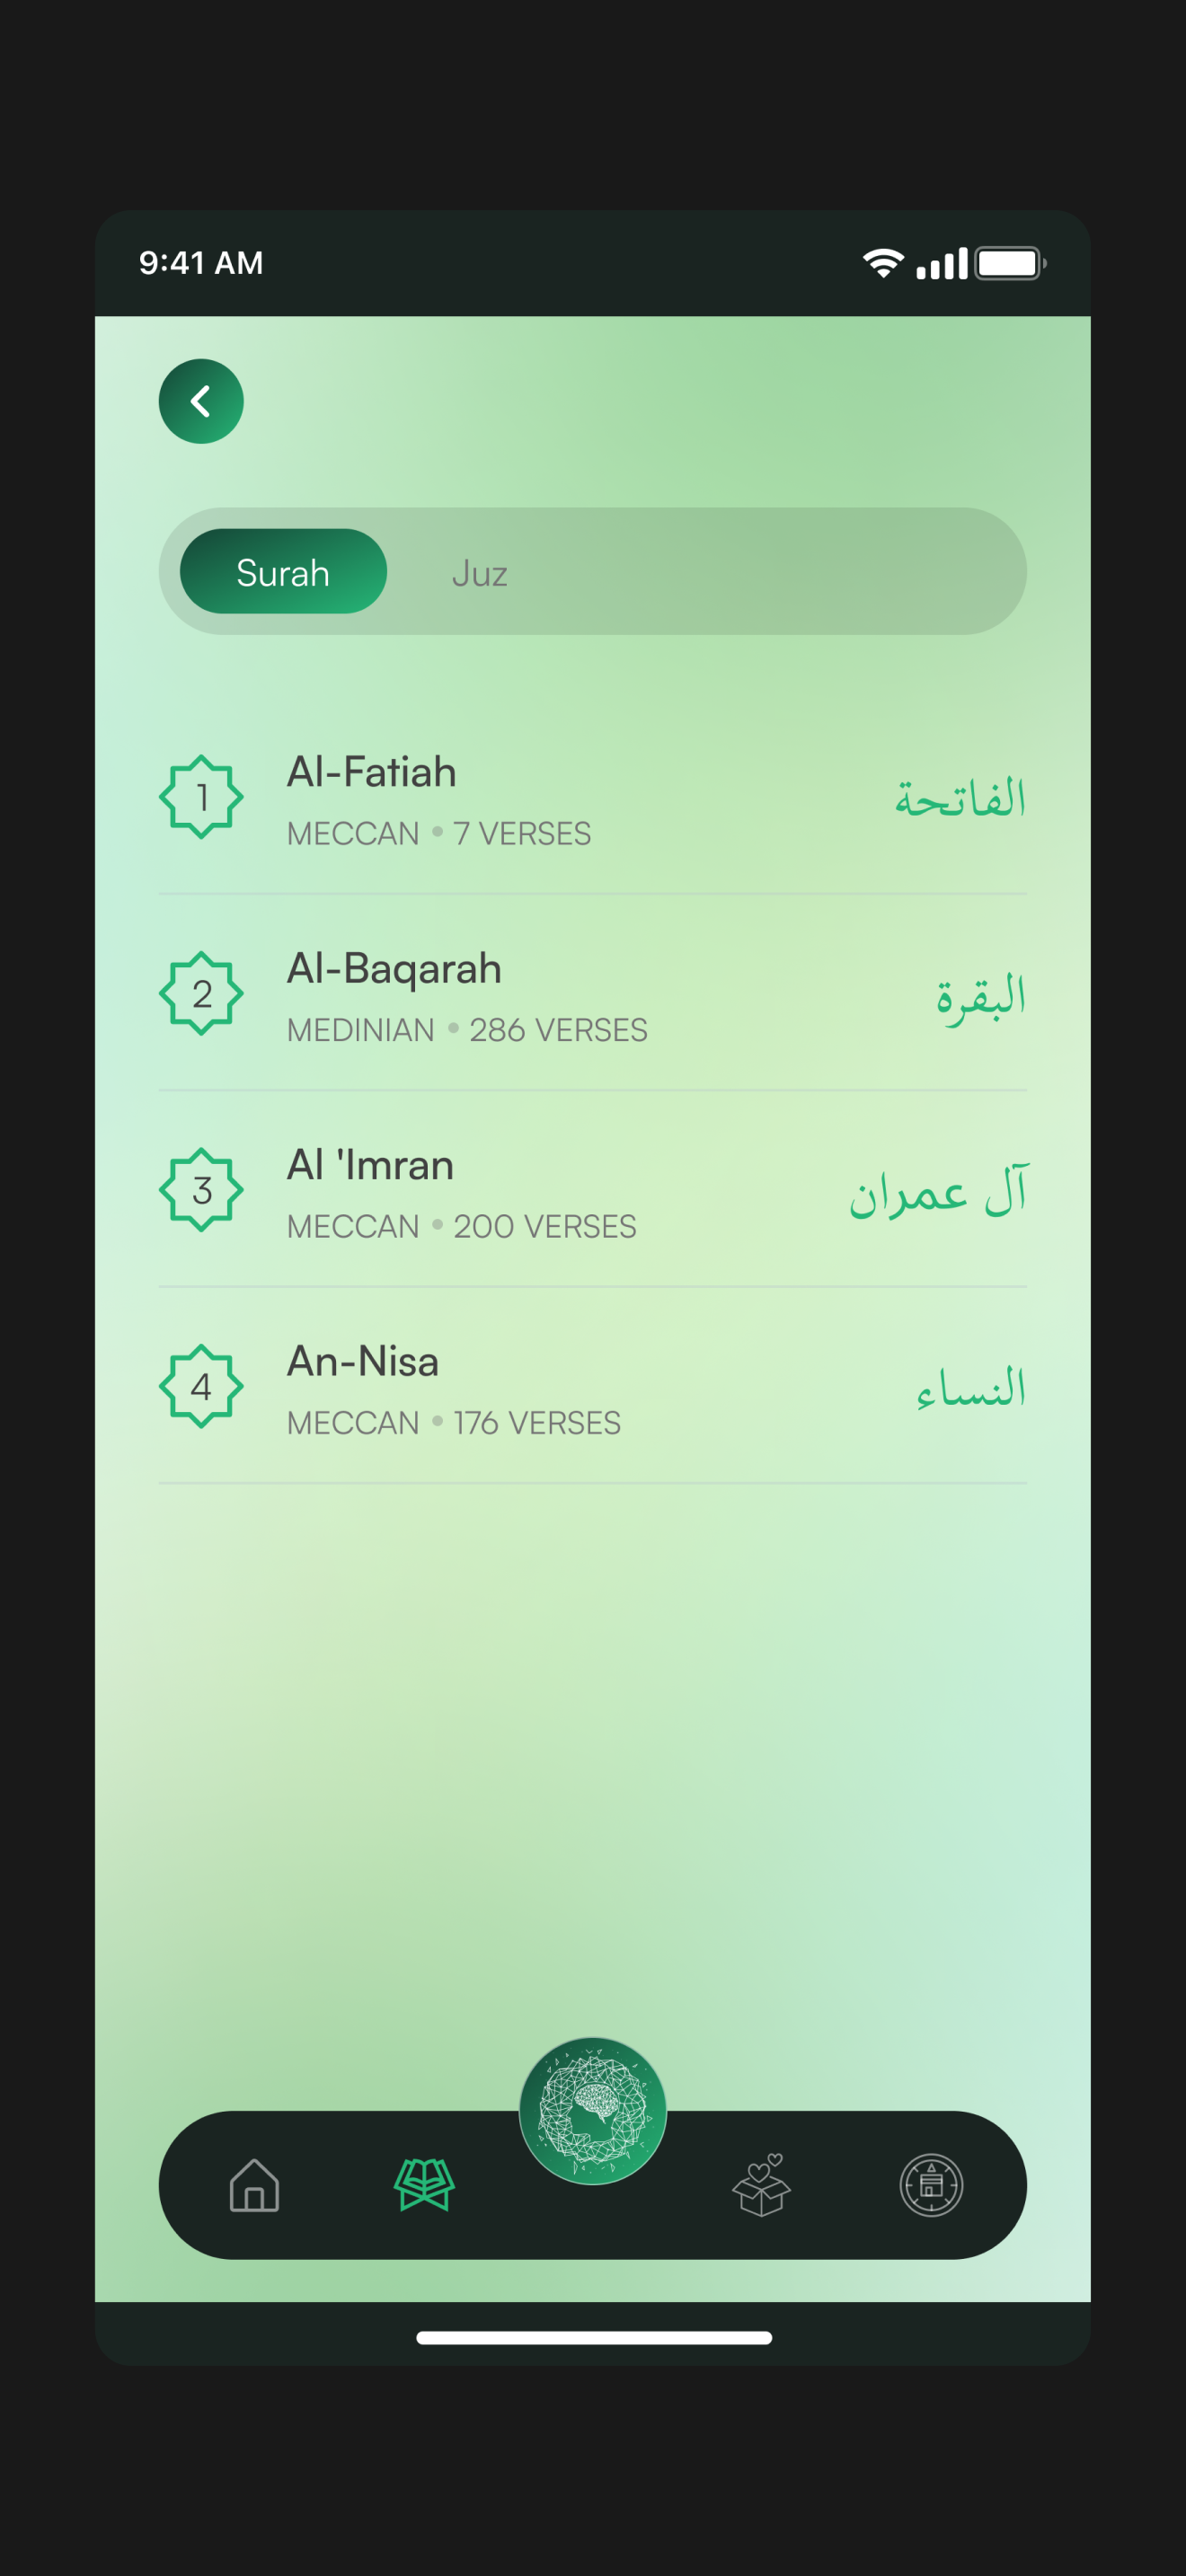 9:41 AM
Surah Juz
1 Al-Fatiah الفاتحة
MECCAN • 7 VERSES
2 Al-Baqarah البقرة
MEDINIAN • 286 VERSES
3 Al 'Imran آل عمران
MECCAN • 200 VERSES
4 An-Nisa النساء
MECCAN • 176 VERSES